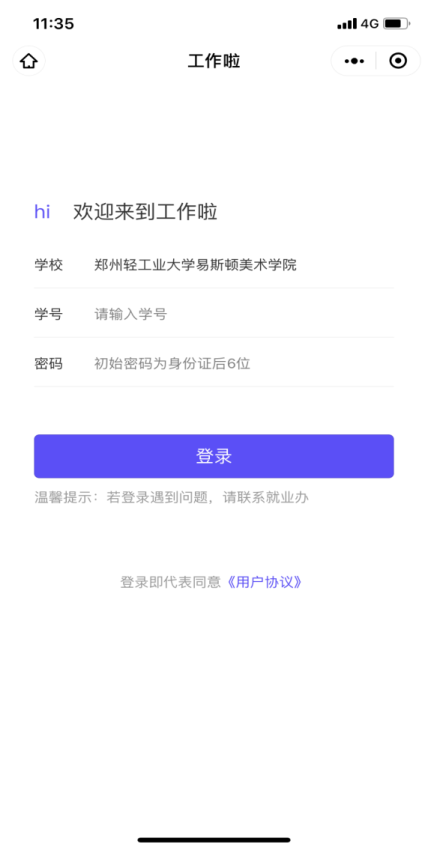 11:35 4G
工作啦
hi 欢迎来到工作啦
学校 郑州轻工业大学易斯顿美术学院
学号 请输入学号
密码 初始密码为身份证后6位
登录
温馨提示：若登录遇到问题，请联系就业办
登录即代表同意《用户协议》